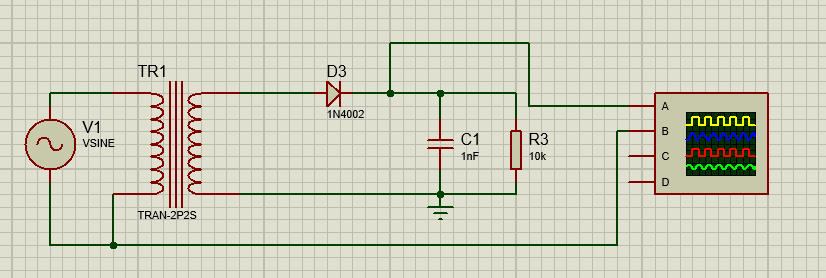 TR1
TRAN-2P2S
V1
VSINE
D3
1N4002
C1
1nF
R3
10k
A
B
C
D